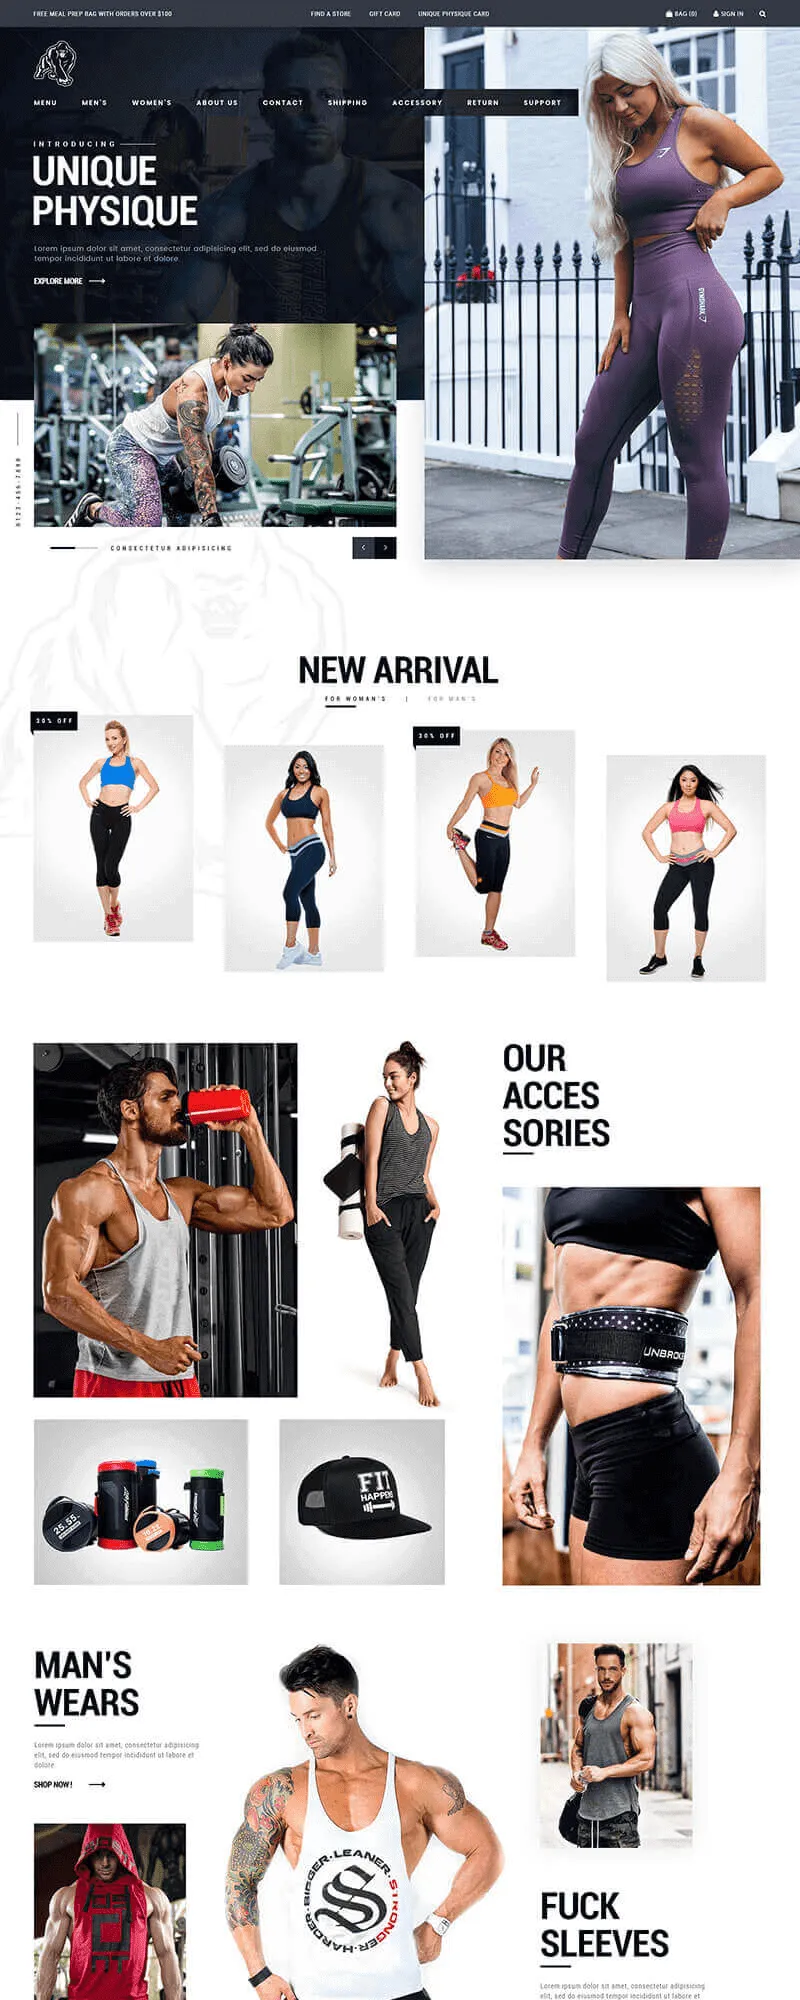 FREE MEAL PREP BAG WITH ORDERS OVER $100
FIND A STORE
GIFT CARD
UNIQUE PHYSIQUE CARD
BAG (0)
SIGN IN
MENU
MEN'S
WOMEN'S
ABOUT US
CONTACT
SHIPPING
ACCESSORY
RETURN
SUPPORT
INTRODUCING
UNIQUE
PHYSIQUE
Lorem ipsum dolor sit amet, consectetur adipisicing elit, sed do eiusmod
tempor incididunt ut labore et dolore
EXPLORE MORE
GYMSHARK
0123-456-7890
CONSECTETUR ADIPISICING
NEW ARRIVAL
FOR WOMAN'S
|
FOR MAN'S
30% OFF
30% OFF
OUR
ACCES
SORIES
UNBROKE
25.55
FIT
HAPPENS
MAN'S
WEARS
Lorem ipsum dolor sit amet, consectetur adipisicing
elit, sed do eiusmod tempor incididunt ut labore et
dolore
SHOP NOW!
BIGGER·LEANER·STRONGER·HARDER
FUCK
SLEEVES
Lorem ipsum dolor sit amet, consectetur adipisicing
elit, sed do eiusmod tempor incididunt ut labore et